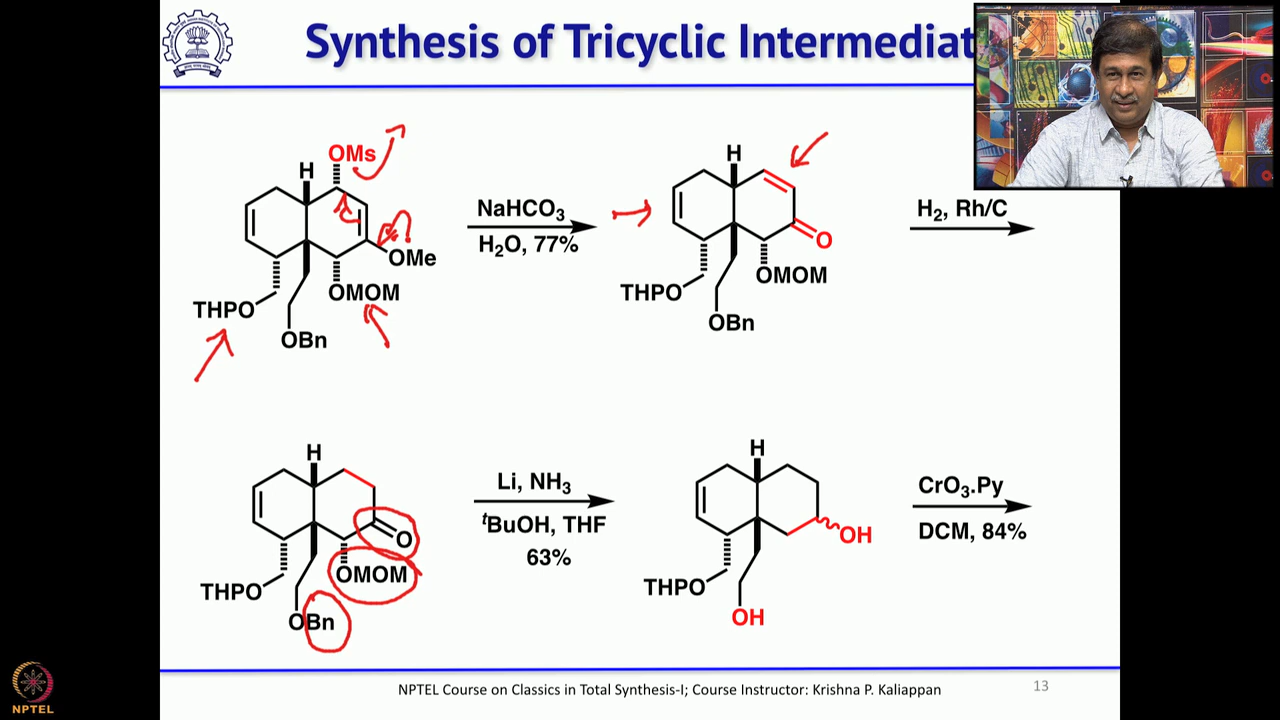 Synthesis of Tricyclic Intermediat
H
OMs
OMe
OMOM
THPO
OBn
NaHCO₃
H₂O, 77%
H
O
OMOM
THPO
OBn
H₂, Rh/C
H
O
OMOM
THPO
OBn
Li, NH₃
ᵗBuOH, THF
63%
H
OH
THPO
OH
CrO₃.Py
DCM, 84%
NPTEL
NPTEL Course on Classics in Total Synthesis-I; Course Instructor: Krishna P. Kaliappan
13